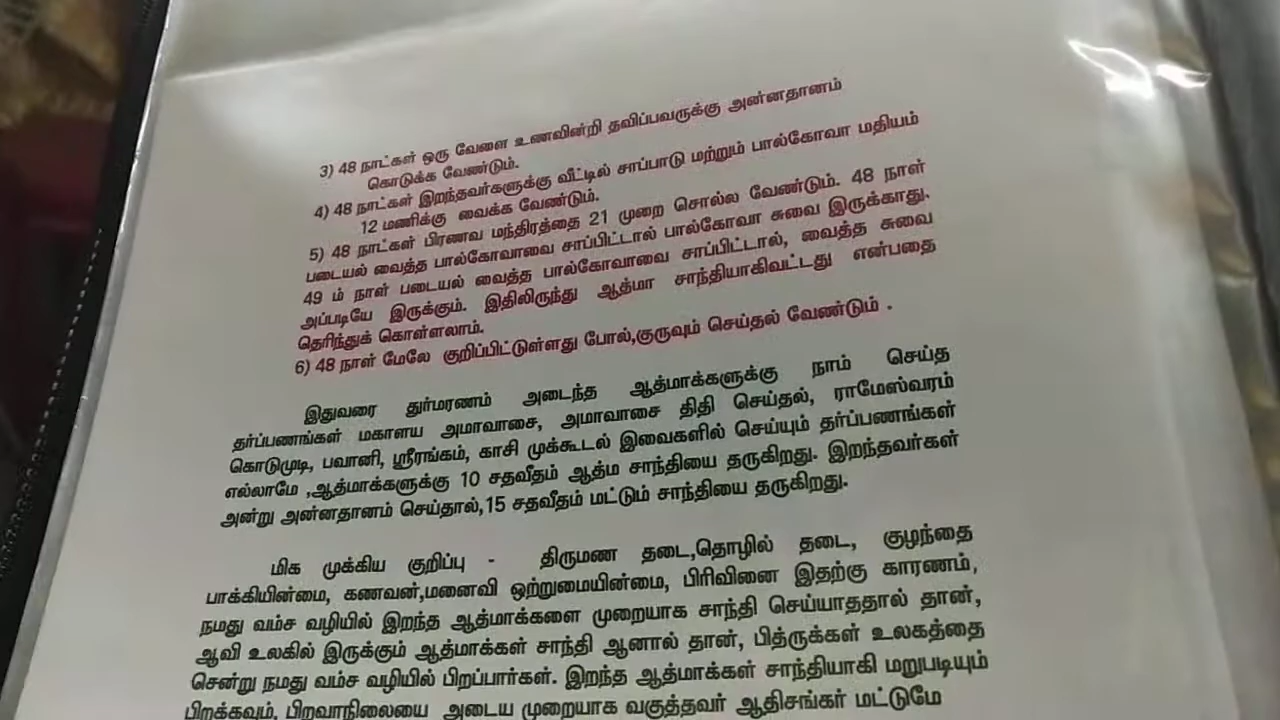 3) 48 நாட்கள் ஒரு வேளை உணவின்றி தவிப்பவருக்கு அன்னதானம்
கொடுக்க வேண்டும்.
4) 48 நாட்கள் இறந்தவர்களுக்கு வீட்டில் சாப்பாடு மற்றும் பால்கோவா மதியம்
12 மணிக்கு வைக்க வேண்டும்.
5) 48 நாட்கள் பிரணவ மந்திரத்தை 21 முறை சொல்ல வேண்டும். 48 நாள்
படையல் வைத்த பால்கோவாவை சாப்பிட்டால் பால்கோவா சுவை இருக்காது.
49 ம் நாள் படையல் வைத்த பால்கோவாவை சாப்பிட்டால், வைத்த சுவை
அப்படியே இருக்கும். இதிலிருந்து ஆத்மா சாந்தியாகிவட்டது என்பதை
தெரிந்துக் கொள்ளலாம்.
6) 48 நாள் மேலே குறிப்பிட்டுள்ளது போல்,குருவும் செய்தல் வேண்டும் .
இதுவரை துர்மரணம் அடைந்த ஆத்மாக்களுக்கு நாம் செய்த
தர்ப்பணங்கள் மகாளய அமாவாசை, அமாவாசை திதி செய்தல், ராமேஸ்வரம்
கொடுமுடி, பவானி, ஸ்ரீரங்கம், காசி முக்கூடல் இவைகளில் செய்யும் தர்ப்பணங்கள்
எல்லாமே ,ஆத்மாக்களுக்கு 10 சதவீதம் ஆத்ம சாந்தியை தருகிறது. இறந்தவர்கள்
அன்று அன்னதானம் செய்தால்,15 சதவீதம் மட்டும் சாந்தியை தருகிறது.
மிக முக்கிய குறிப்பு - திருமண தடை,தொழில் தடை, குழந்தை
பாக்கியின்மை, கணவன்,மனைவி ஒற்றுமையின்மை, பிரிவினை இதற்கு காரணம்,
நமது வம்ச வழியில் இறந்த ஆத்மாக்களை முறையாக சாந்தி செய்யாததால் தான்,
ஆவி உலகில் இருக்கும் ஆத்மாக்கள் சாந்தி ஆனால் தான், பித்ருக்கள் உலகத்தை
சென்று நமது வம்ச வழியில் பிறப்பார்கள். இறந்த ஆத்மாக்கள் சாந்தியாகி மறுபடியும்
பிறக்கவும், பிறவாநிலையை அடைய முறையாக வகுத்தவர் ஆதிசங்கர் மட்டுமே